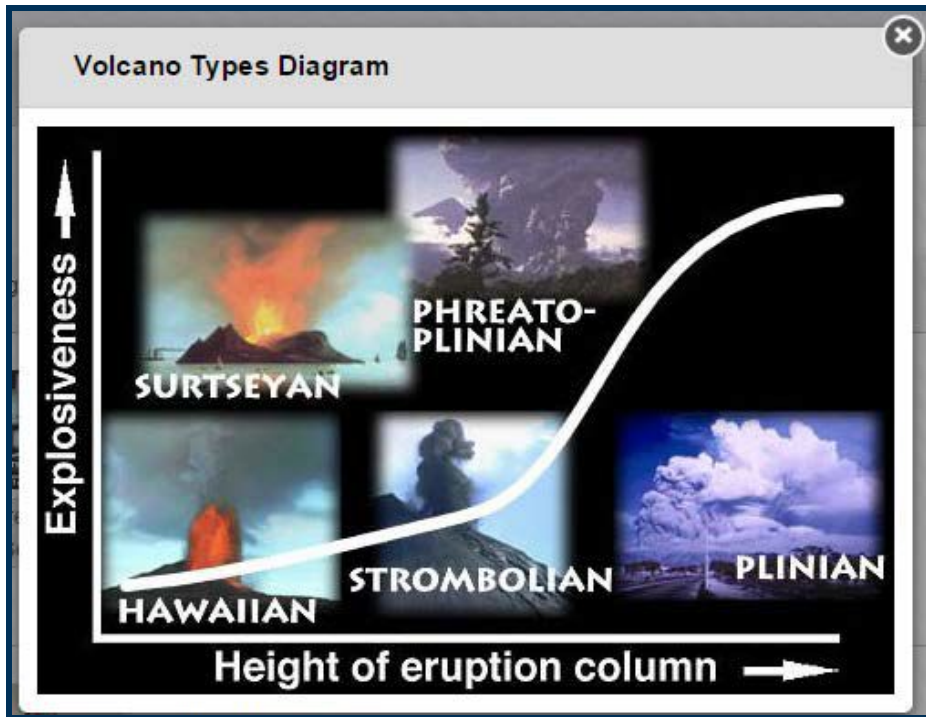 Volcano Types Diagram
Explosiveness
PHREATO-
PLINIAN
SURTSEYAN
HAWAIIAN
STROMBOLIAN
PLINIAN
Height of eruption column